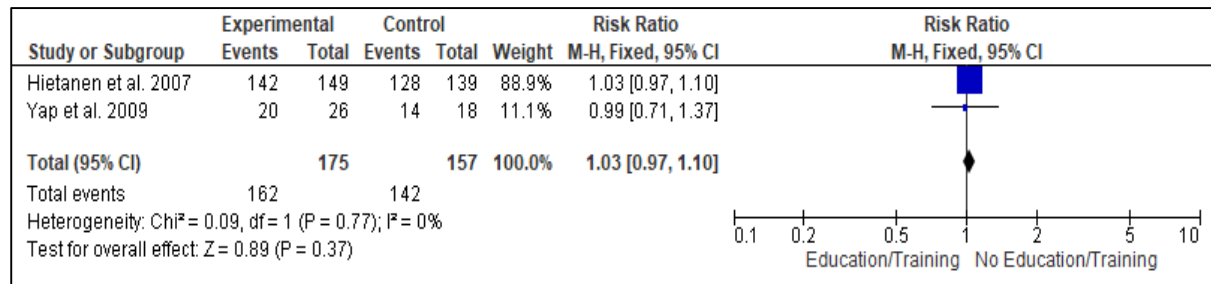 Experimental Control Risk Ratio Risk Ratio
Study or Subgroup Events Total Events Total Weight M-H, Fixed, 95% CI M-H, Fixed, 95% CI
Hietanen et al. 2007 142 149 128 139 88.9% 1.03 [0.97, 1.10]
Yap et al. 2009 20 26 14 18 11.1% 0.99 [0.71, 1.37]
Total (95% CI) 175 157 100.0% 1.03 [0.97, 1.10]
Total events 162 142
Heterogeneity: Chi² = 0.09, df = 1 (P = 0.77); I² = 0%
Test for overall effect: Z = 0.89 (P = 0.37)
0.1 0.2 0.5 1 2 5 10
Education/Training No Education/Training